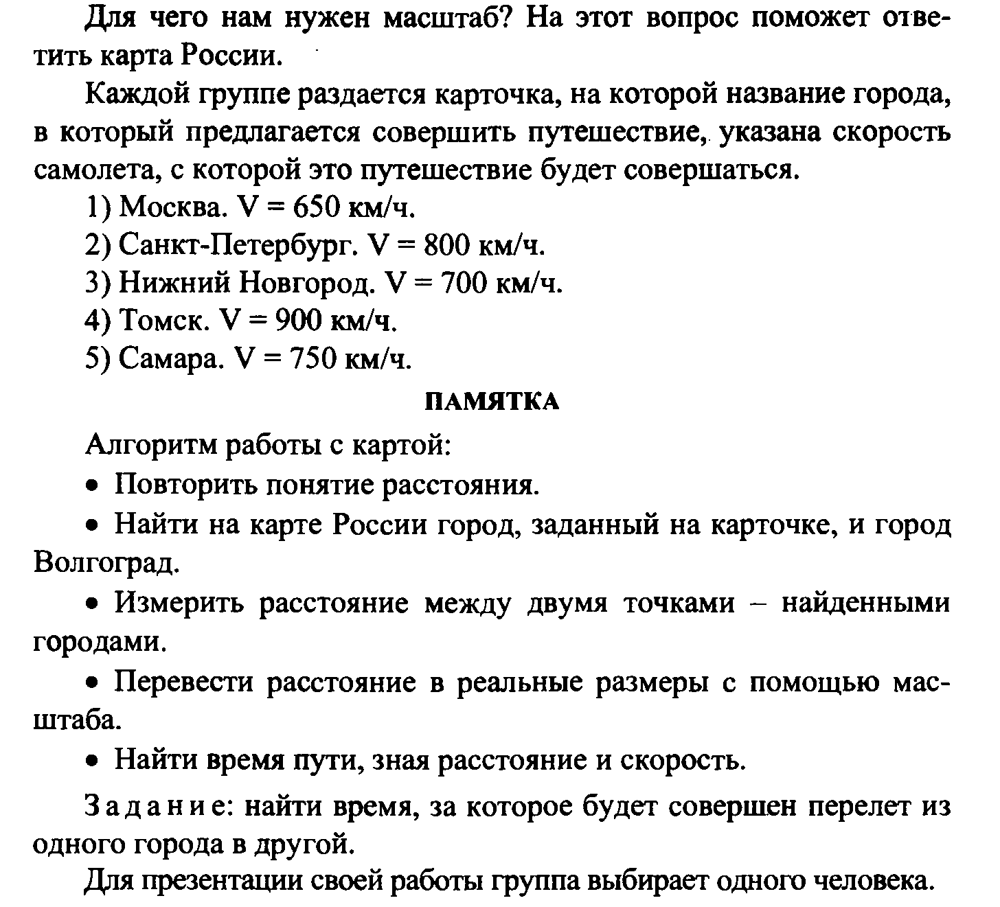 Для чего нам нужен масштаб? На этот вопрос поможет отве-
тить карта России.
Каждой группе раздается карточка, на которой название города,
в который предлагается совершить путешествие, указана скорость
самолета, с которой это путешествие будет совершаться.
1) Москва. V = 650 км/ч.
2) Санкт-Петербург. V = 800 км/ч.
3) Нижний Новгород. V = 700 км/ч.
4) Томск. V = 900 км/ч.
5) Самара. V = 750 км/ч.
ПАМЯТКА
Алгоритм работы с картой:
• Повторить понятие расстояния.
• Найти на карте России город, заданный на карточке, и город
Волгоград.
• Измерить расстояние между двумя точками – найденными
городами.
• Перевести расстояние в реальные размеры с помощью мас-
штаба.
• Найти время пути, зная расстояние и скорость.
Задание: найти время, за которое будет совершен перелет из
одного города в другой.
Для презентации своей работы группа выбирает одного человека.